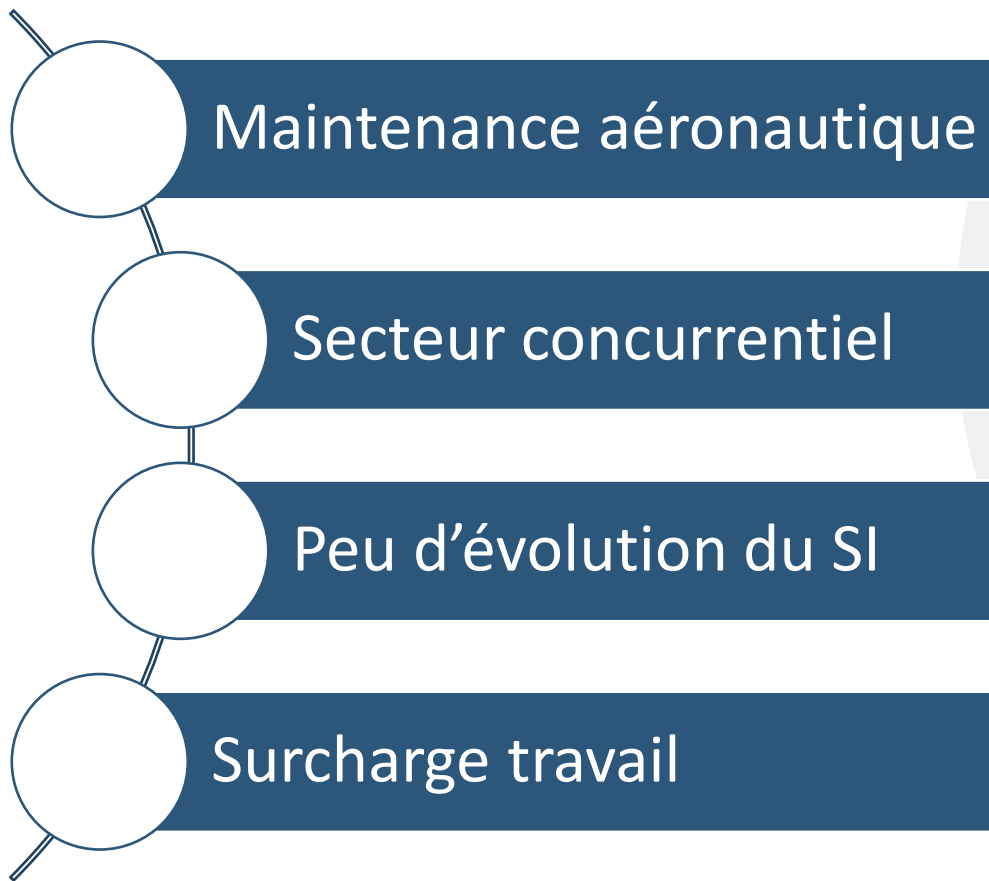 Maintenance aéronautique
Secteur concurrentiel
Peu d’évolution du SI
Surcharge travail